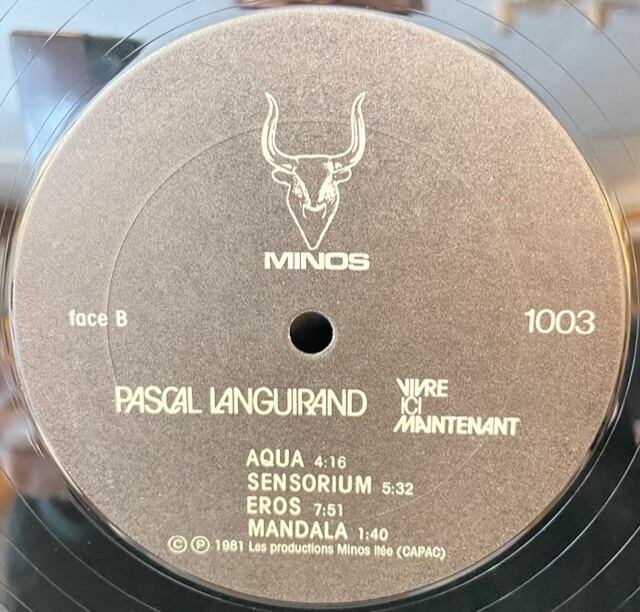 MINOS
face B
1003
PASCAL LANGUIRAND
VIVRE
ICI
MAINTENANT
AQUA 4:16
SENSORIUM 5:32
EROS 7:51
MANDALA 1:40
© ℗ 1981 Les productions Minos ltée (CAPAC)